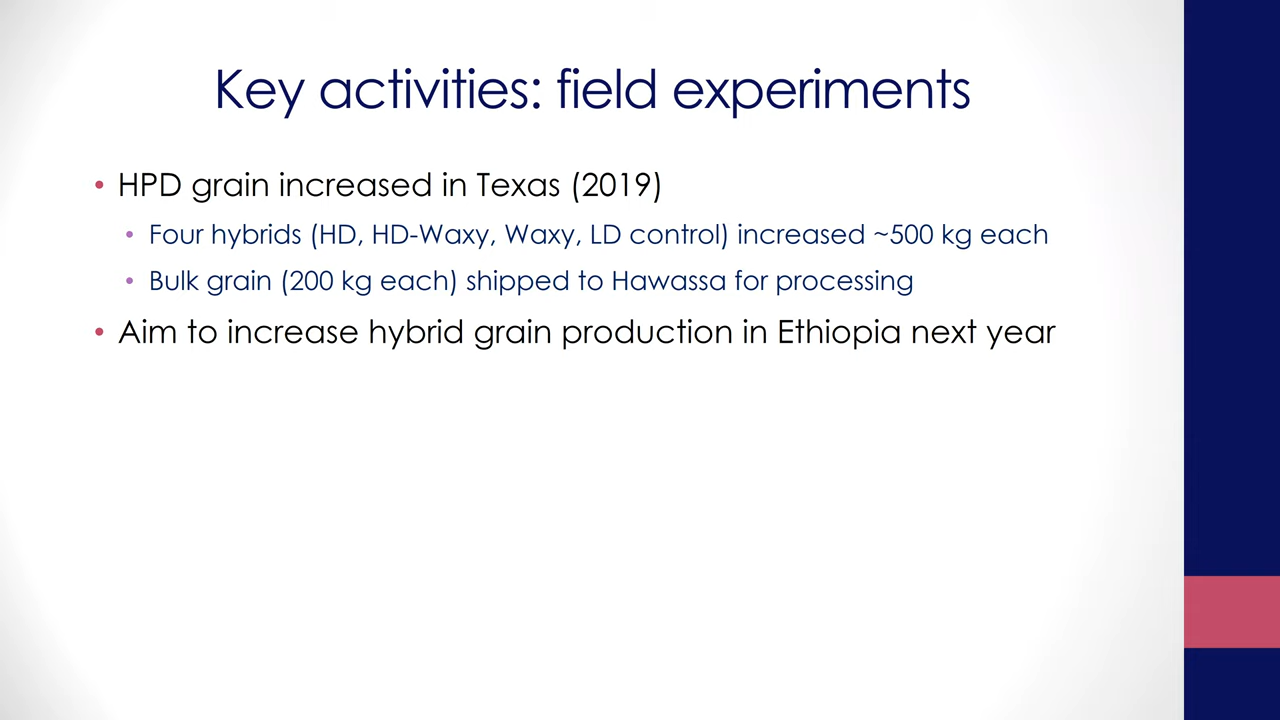 Key activities: field experiments
• HPD grain increased in Texas (2019)
• Four hybrids (HD, HD-Waxy, Waxy, LD control) increased ~500 kg each
• Bulk grain (200 kg each) shipped to Hawassa for processing
• Aim to increase hybrid grain production in Ethiopia next year